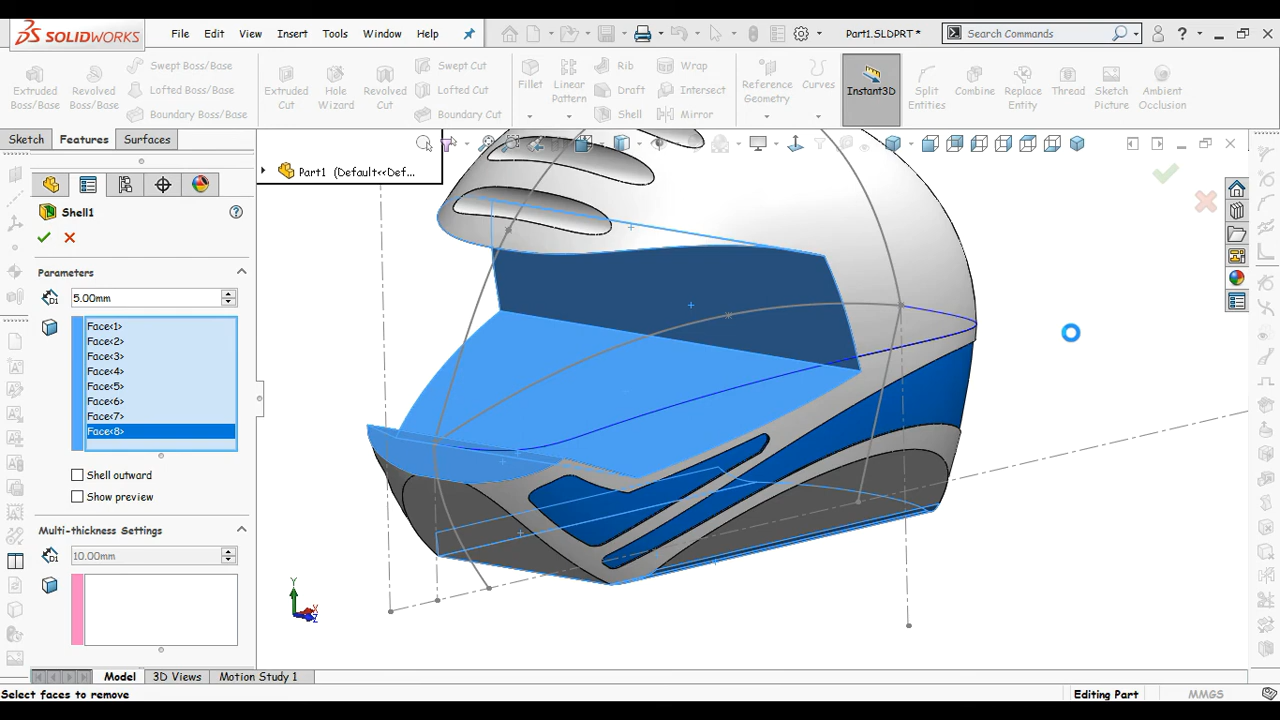 SOLIDWORKS File Edit View Insert Tools Window Help Part1.SLDPRT * Search Commands ?
Extruded Boss/Base Revolved Boss/Base Swept Boss/Base Lofted Boss/Base Boundary Boss/Base Extruded Cut Hole Wizard Revolved Cut Swept Cut Lofted Cut Boundary Cut Fillet Linear Pattern Rib Draft Shell Wrap Intersect Mirror Reference Geometry Curves Instant3D Split Entities Combine Replace Entity Thread Sketch Picture Ambient Occlusion
Sketch Features Surfaces
Part1 (Default<<Def...
Shell1
Parameters
5.00mm
Face<1>
Face<2>
Face<3>
Face<4>
Face<5>
Face<6>
Face<7>
Face<8>
Shell outward
Show preview
Multi-thickness Settings
10.00mm
Y
X
Z
Model 3D Views Motion Study 1
Select faces to remove Editing Part MMGS